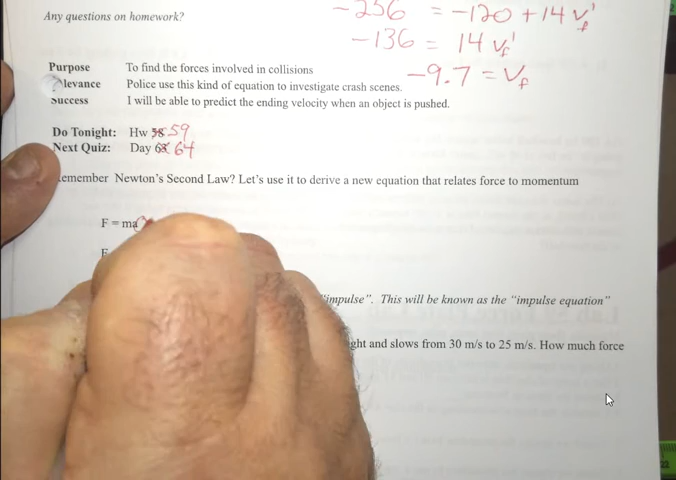 -256 = -120 + 14 vf'
Any questions on homework?
-136 = 14 vf'
-9.7 = vf
Purpose To find the forces involved in collisions
levance Police use this kind of equation to investigate crash scenes.
Success I will be able to predict the ending velocity when an object is pushed.
Do Tonight: Hw 58 59
Next Quiz: Day 63 64
emember Newton's Second Law? Let's use it to derive a new equation that relates force to momentum
F = ma
F
"impulse". This will be known as the "impulse equation"
ght and slows from 30 m/s to 25 m/s. How much force